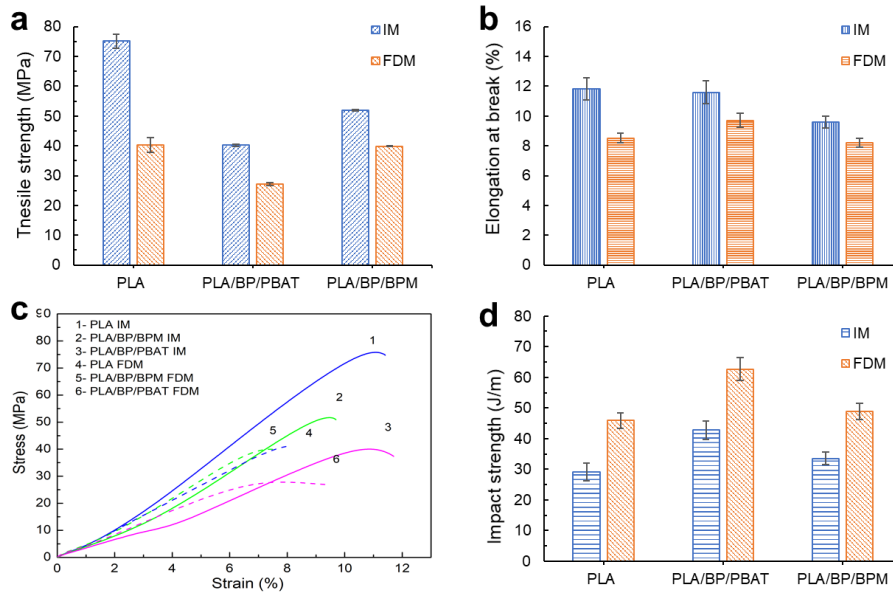 a
Tnesile strength (MPa)
80
70
60
50
40
30
20
10
0
IM
FDM
PLA
PLA/BP/PBAT
PLA/BP/BPM
b
Elongation at break (%)
16
14
12
10
8
6
4
2
0
IM
FDM
PLA
PLA/BP/PBAT
PLA/BP/BPM
c
Stress (MPa)
90
80
70
60
50
40
30
20
10
0
1- PLA IM
2- PLA/BP/BPM IM
3- PLA/BP/PBAT IM
4- PLA FDM
5- PLA/BP/BPM FDM
6- PLA/BP/PBAT FDM
1
2
3
5
4
6
0
2
4
6
8
10
12
Strain (%)
d
Impact strength (J/m)
80
70
60
50
40
30
20
10
0
IM
FDM
PLA
PLA/BP/PBAT
PLA/BP/BPM